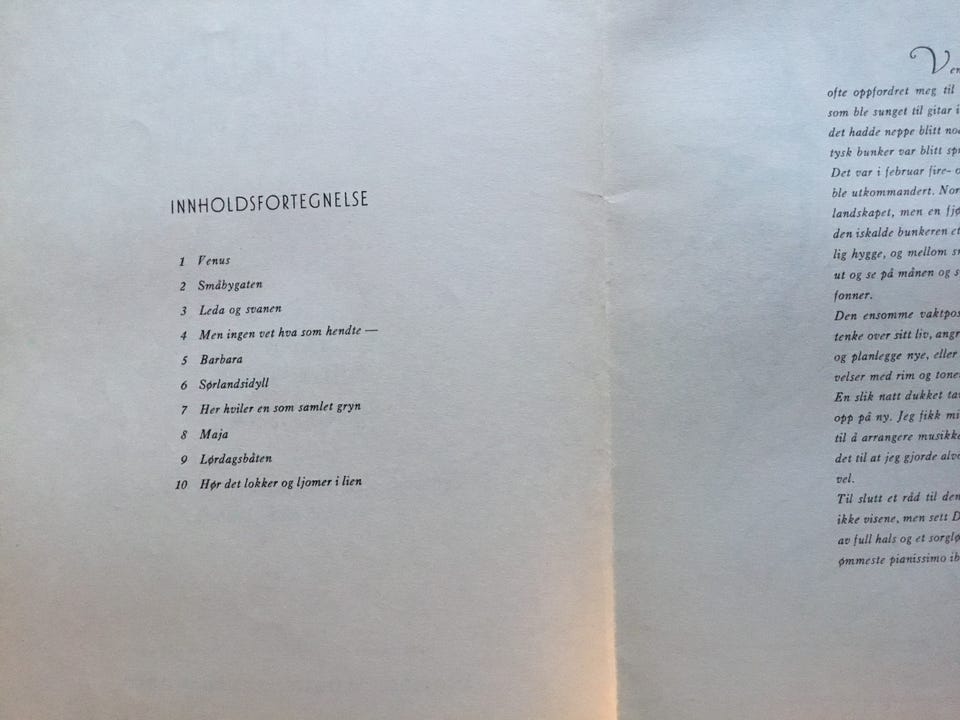 INNHOLDSFORTEGNELSE
1 Venus
2 Småbygaten
3 Leda og svanen
4 Men ingen vet hva som hendte —
5 Barbara
6 Sørlandsidyll
7 Her hviler en som samlet gryn
8 Maja
9 Lørdagsbåten
10 Hør det lokker og ljomer i lien
ofte oppfordret meg til
som ble sunget til gitar i
det hadde neppe blitt
tysk bunker var blitt
Det var i februar fire-
ble utkommandert.
landskapet, men en
den iskalde bunkeren
lig hygge, og mellom
ut og se på månen og
fonner.
Den ensomme
tenke over sitt liv,
og planlegge nye, eller
velser med rim og
En slik natt dukket
opp på ny. Jeg fikk
til å arrangere
det til at jeg gjorde
vel.
Til slutt et råd til
ikke visene, men sett
av full hals og et
ømmeste pianissimo